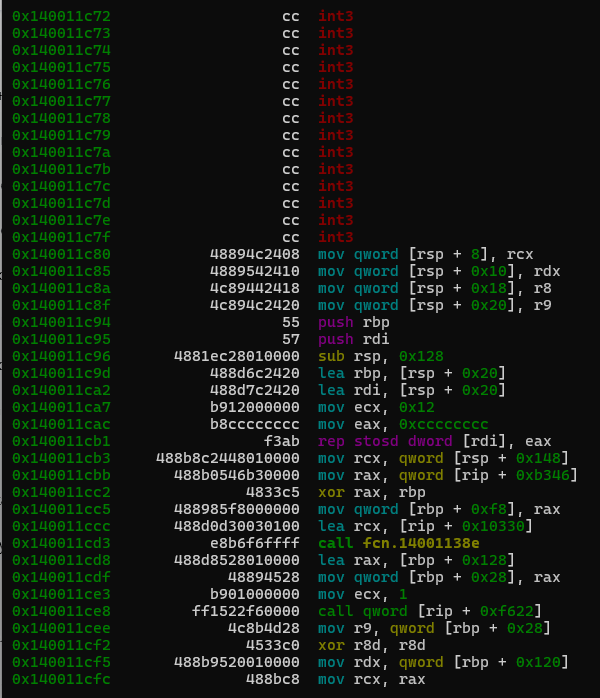 0x140011c72 cc int3
0x140011c73 cc int3
0x140011c74 cc int3
0x140011c75 cc int3
0x140011c76 cc int3
0x140011c77 cc int3
0x140011c78 cc int3
0x140011c79 cc int3
0x140011c7a cc int3
0x140011c7b cc int3
0x140011c7c cc int3
0x140011c7d cc int3
0x140011c7e cc int3
0x140011c7f cc int3
0x140011c80 48894c2408 mov qword [rsp + 8], rcx
0x140011c85 4889542410 mov qword [rsp + 0x10], rdx
0x140011c8a 4c89442418 mov qword [rsp + 0x18], r8
0x140011c8f 4c894c2420 mov qword [rsp + 0x20], r9
0x140011c94 55 push rbp
0x140011c95 57 push rdi
0x140011c96 4881ec28010000 sub rsp, 0x128
0x140011c9d 488d6c2420 lea rbp, [rsp + 0x20]
0x140011ca2 488d7c2420 lea rdi, [rsp + 0x20]
0x140011ca7 b912000000 mov ecx, 0x12
0x140011cac b8cccccccc mov eax, 0xcccccccc
0x140011cb1 f3ab rep stosd dword [rdi], eax
0x140011cb3 488b8c2448010000 mov rcx, qword [rsp + 0x148]
0x140011cbb 488b0546b30000 mov rax, qword [rip + 0xb346]
0x140011cc2 4833c5 xor rax, rbp
0x140011cc5 488985f8000000 mov qword [rbp + 0xf8], rax
0x140011ccc 488d0d30030100 lea rcx, [rip + 0x10330]
0x140011cd3 e8b6f6ffff call fcn.14001138e
0x140011cd8 488d8528010000 lea rax, [rbp + 0x128]
0x140011cdf 48894528 mov qword [rbp + 0x28], rax
0x140011ce3 b901000000 mov ecx, 1
0x140011ce8 ff1522f60000 call qword [rip + 0xf622]
0x140011cee 4c8b4d28 mov r9, qword [rbp + 0x28]
0x140011cf2 4533c0 xor r8d, r8d
0x140011cf5 488b9520010000 mov rdx, qword [rbp + 0x120]
0x140011cfc 488bc8 mov rcx, rax